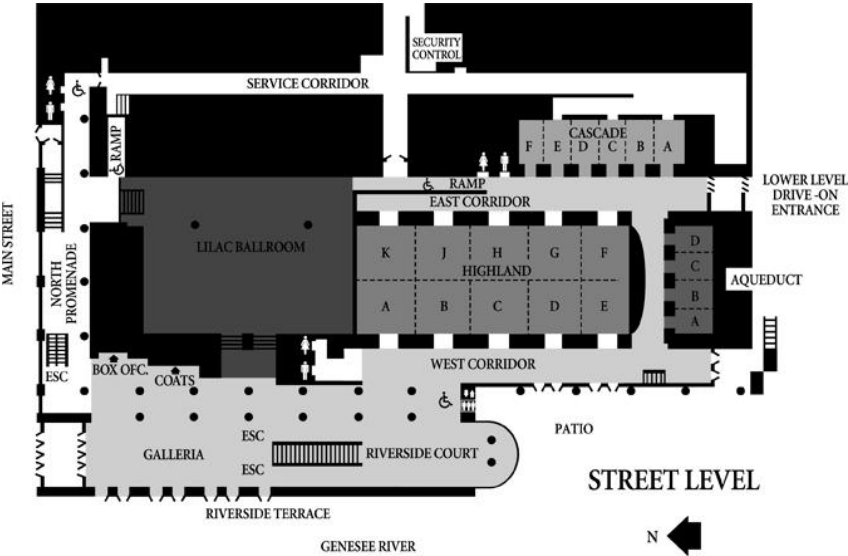 SECURITY
CONTROL
SERVICE CORRIDOR
CASCADE
F E D C B A
RAMP
RAMP
EAST CORRIDOR
LOWER LEVEL
DRIVE -ON
ENTRANCE
MAIN STREET
NORTH
PROMENADE
LILAC BALLROOM
K J H G F
HIGHLAND
A B C D E
D
C
B
A
AQUEDUCT
WEST CORRIDOR
ESC
BOX OFC.
COATS
PATIO
ESC
GALLERIA
RIVERSIDE COURT
ESC
STREET LEVEL
RIVERSIDE TERRACE
GENESEE RIVER
N